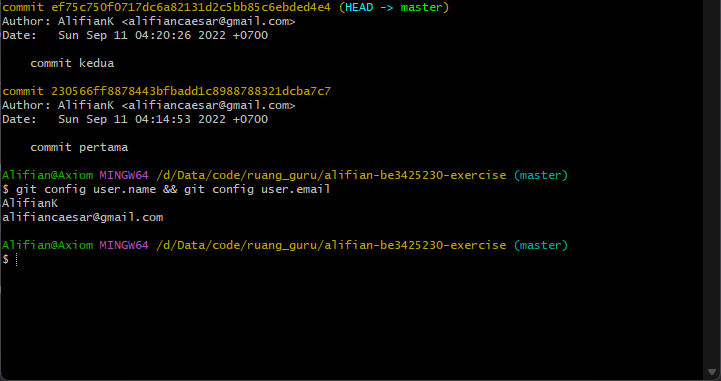 commit ef75c750f0717dc6a82131d2c5bb85c6ebded4e4 (HEAD -> master)
Author: AlifianK <alifiancaesar@gmail.com>
Date:   Sun Sep 11 04:20:26 2022 +0700
    commit kedua
commit 230566ff8878443bfbadd1c8988788321dcba7c7
Author: AlifianK <alifiancaesar@gmail.com>
Date:   Sun Sep 11 04:14:53 2022 +0700
    commit pertama
Alifian@Axiom MINGW64 /d/Data/code/ruang_guru/alifian-be3425230-exercise (master)
$ git config user.name && git config user.email
AlifianK
alifiancaesar@gmail.com
Alifian@Axiom MINGW64 /d/Data/code/ruang_guru/alifian-be3425230-exercise (master)
$